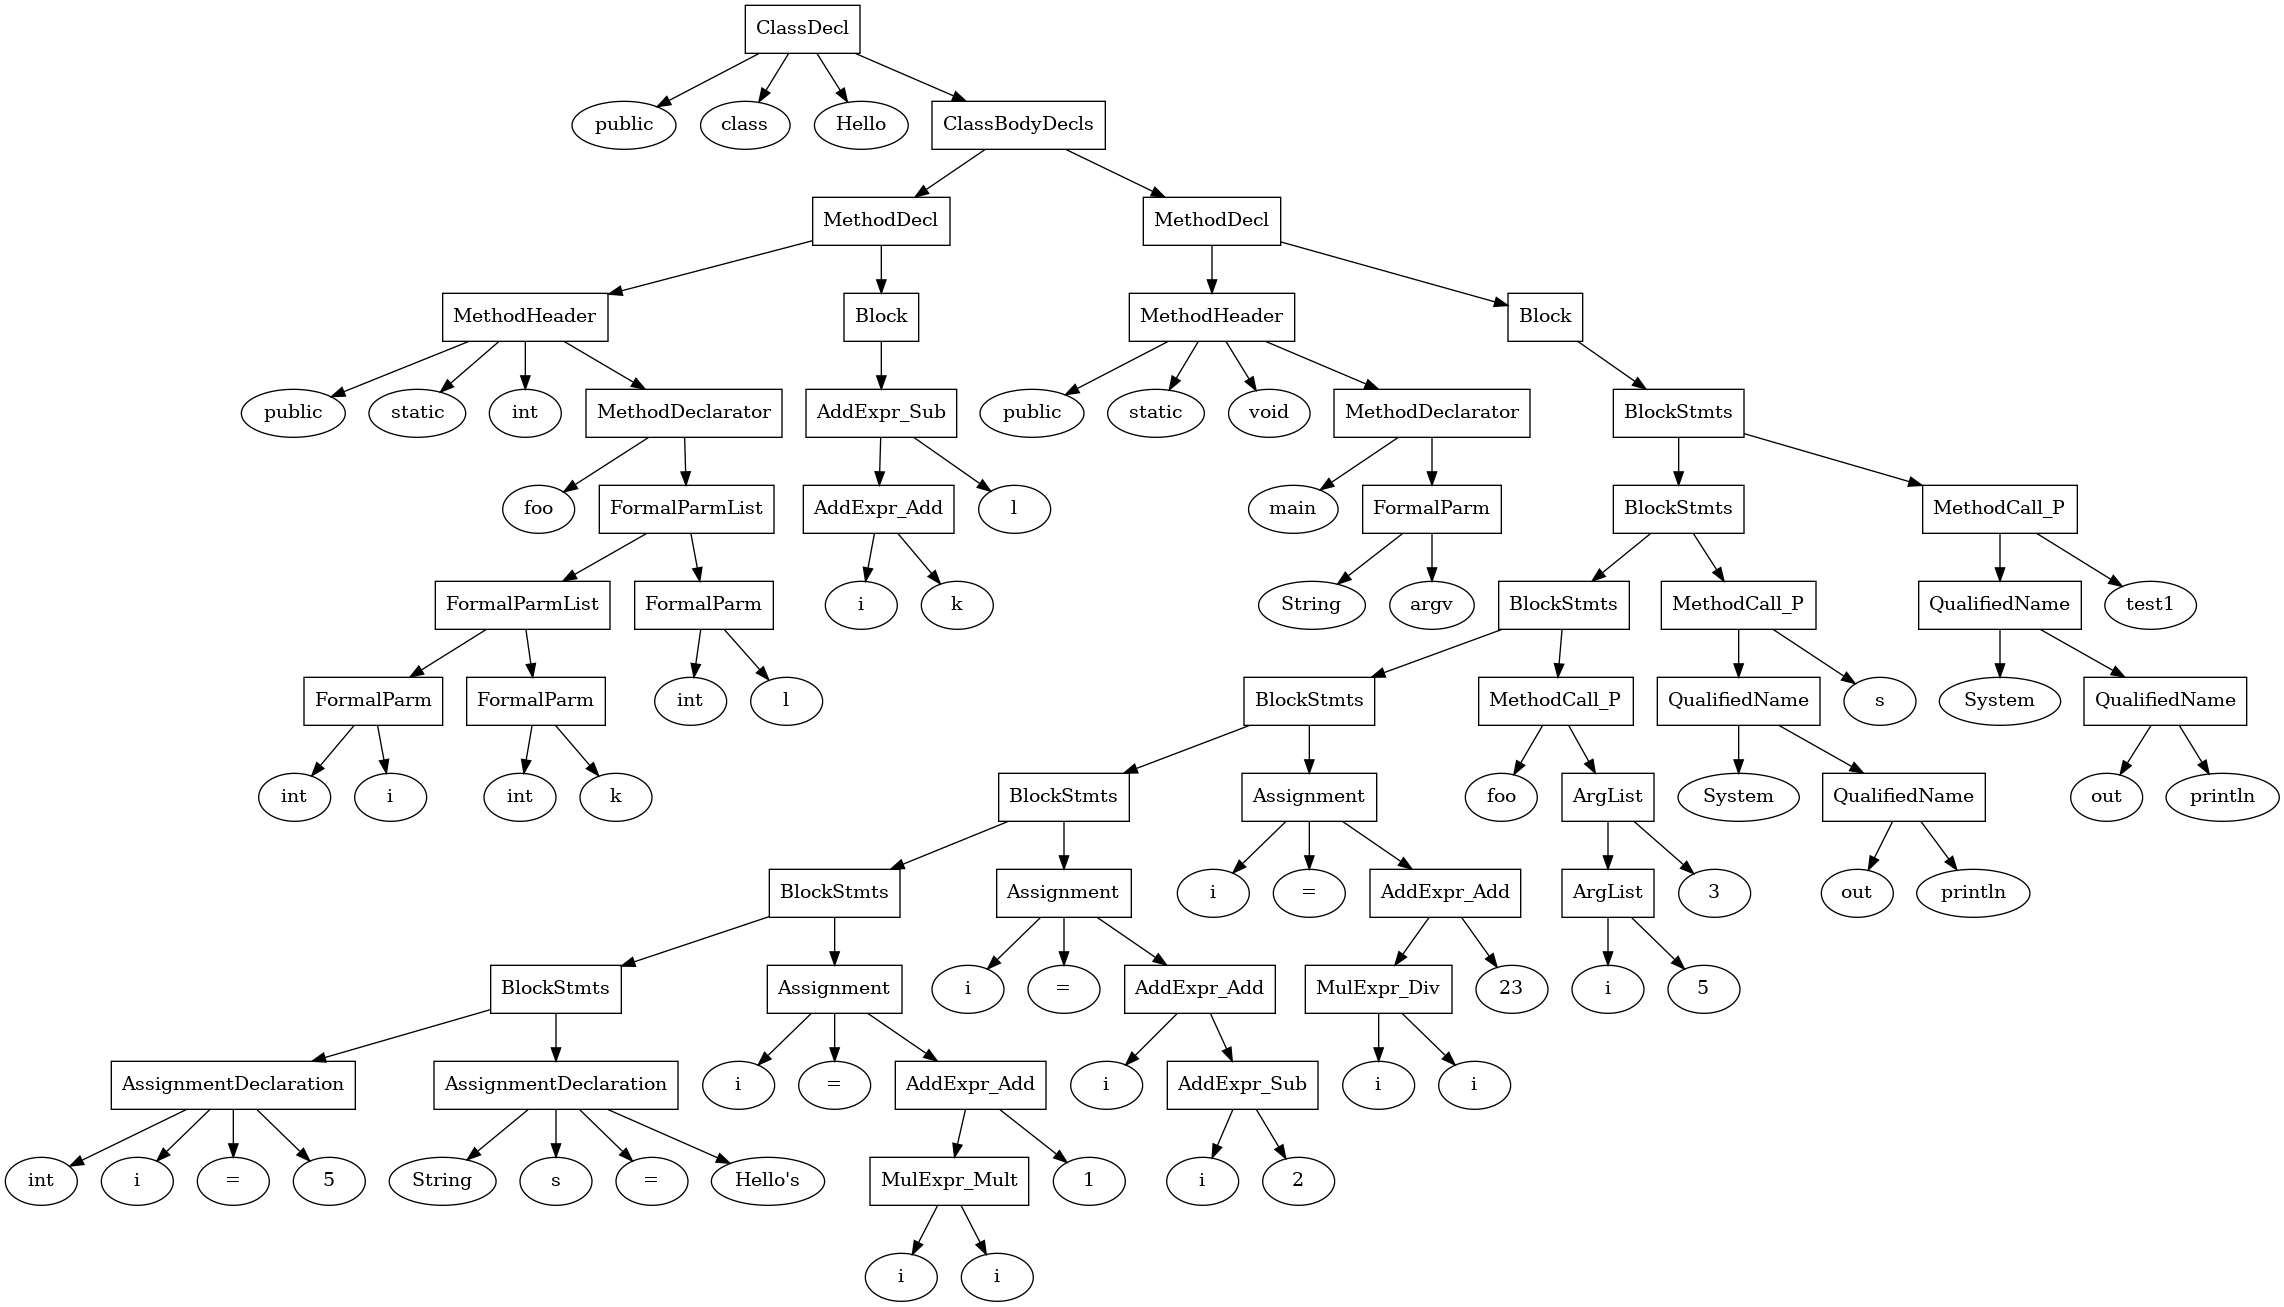 ClassDecl
public class Hello ClassBodyDecls
MethodDecl MethodDecl
MethodHeader Block MethodHeader Block
public static int MethodDeclarator AddExpr_Sub public static void MethodDeclarator BlockStmts
foo FormalParmList AddExpr_Add l main FormalParm BlockStmts MethodCall_P
FormalParmList FormalParm i k String argv BlockStmts MethodCall_P QualifiedName test1
FormalParm FormalParm int l BlockStmts MethodCall_P QualifiedName s System QualifiedName
int i int k BlockStmts Assignment foo ArgList System QualifiedName out println
BlockStmts Assignment i = AddExpr_Add ArgList 3 out println
BlockStmts Assignment i = AddExpr_Add MulExpr_Div 23 i 5
AssignmentDeclaration AssignmentDeclaration i = AddExpr_Add i AddExpr_Sub i i
int i = 5 String s = Hello's MulExpr_Mult 1 i 2
i i